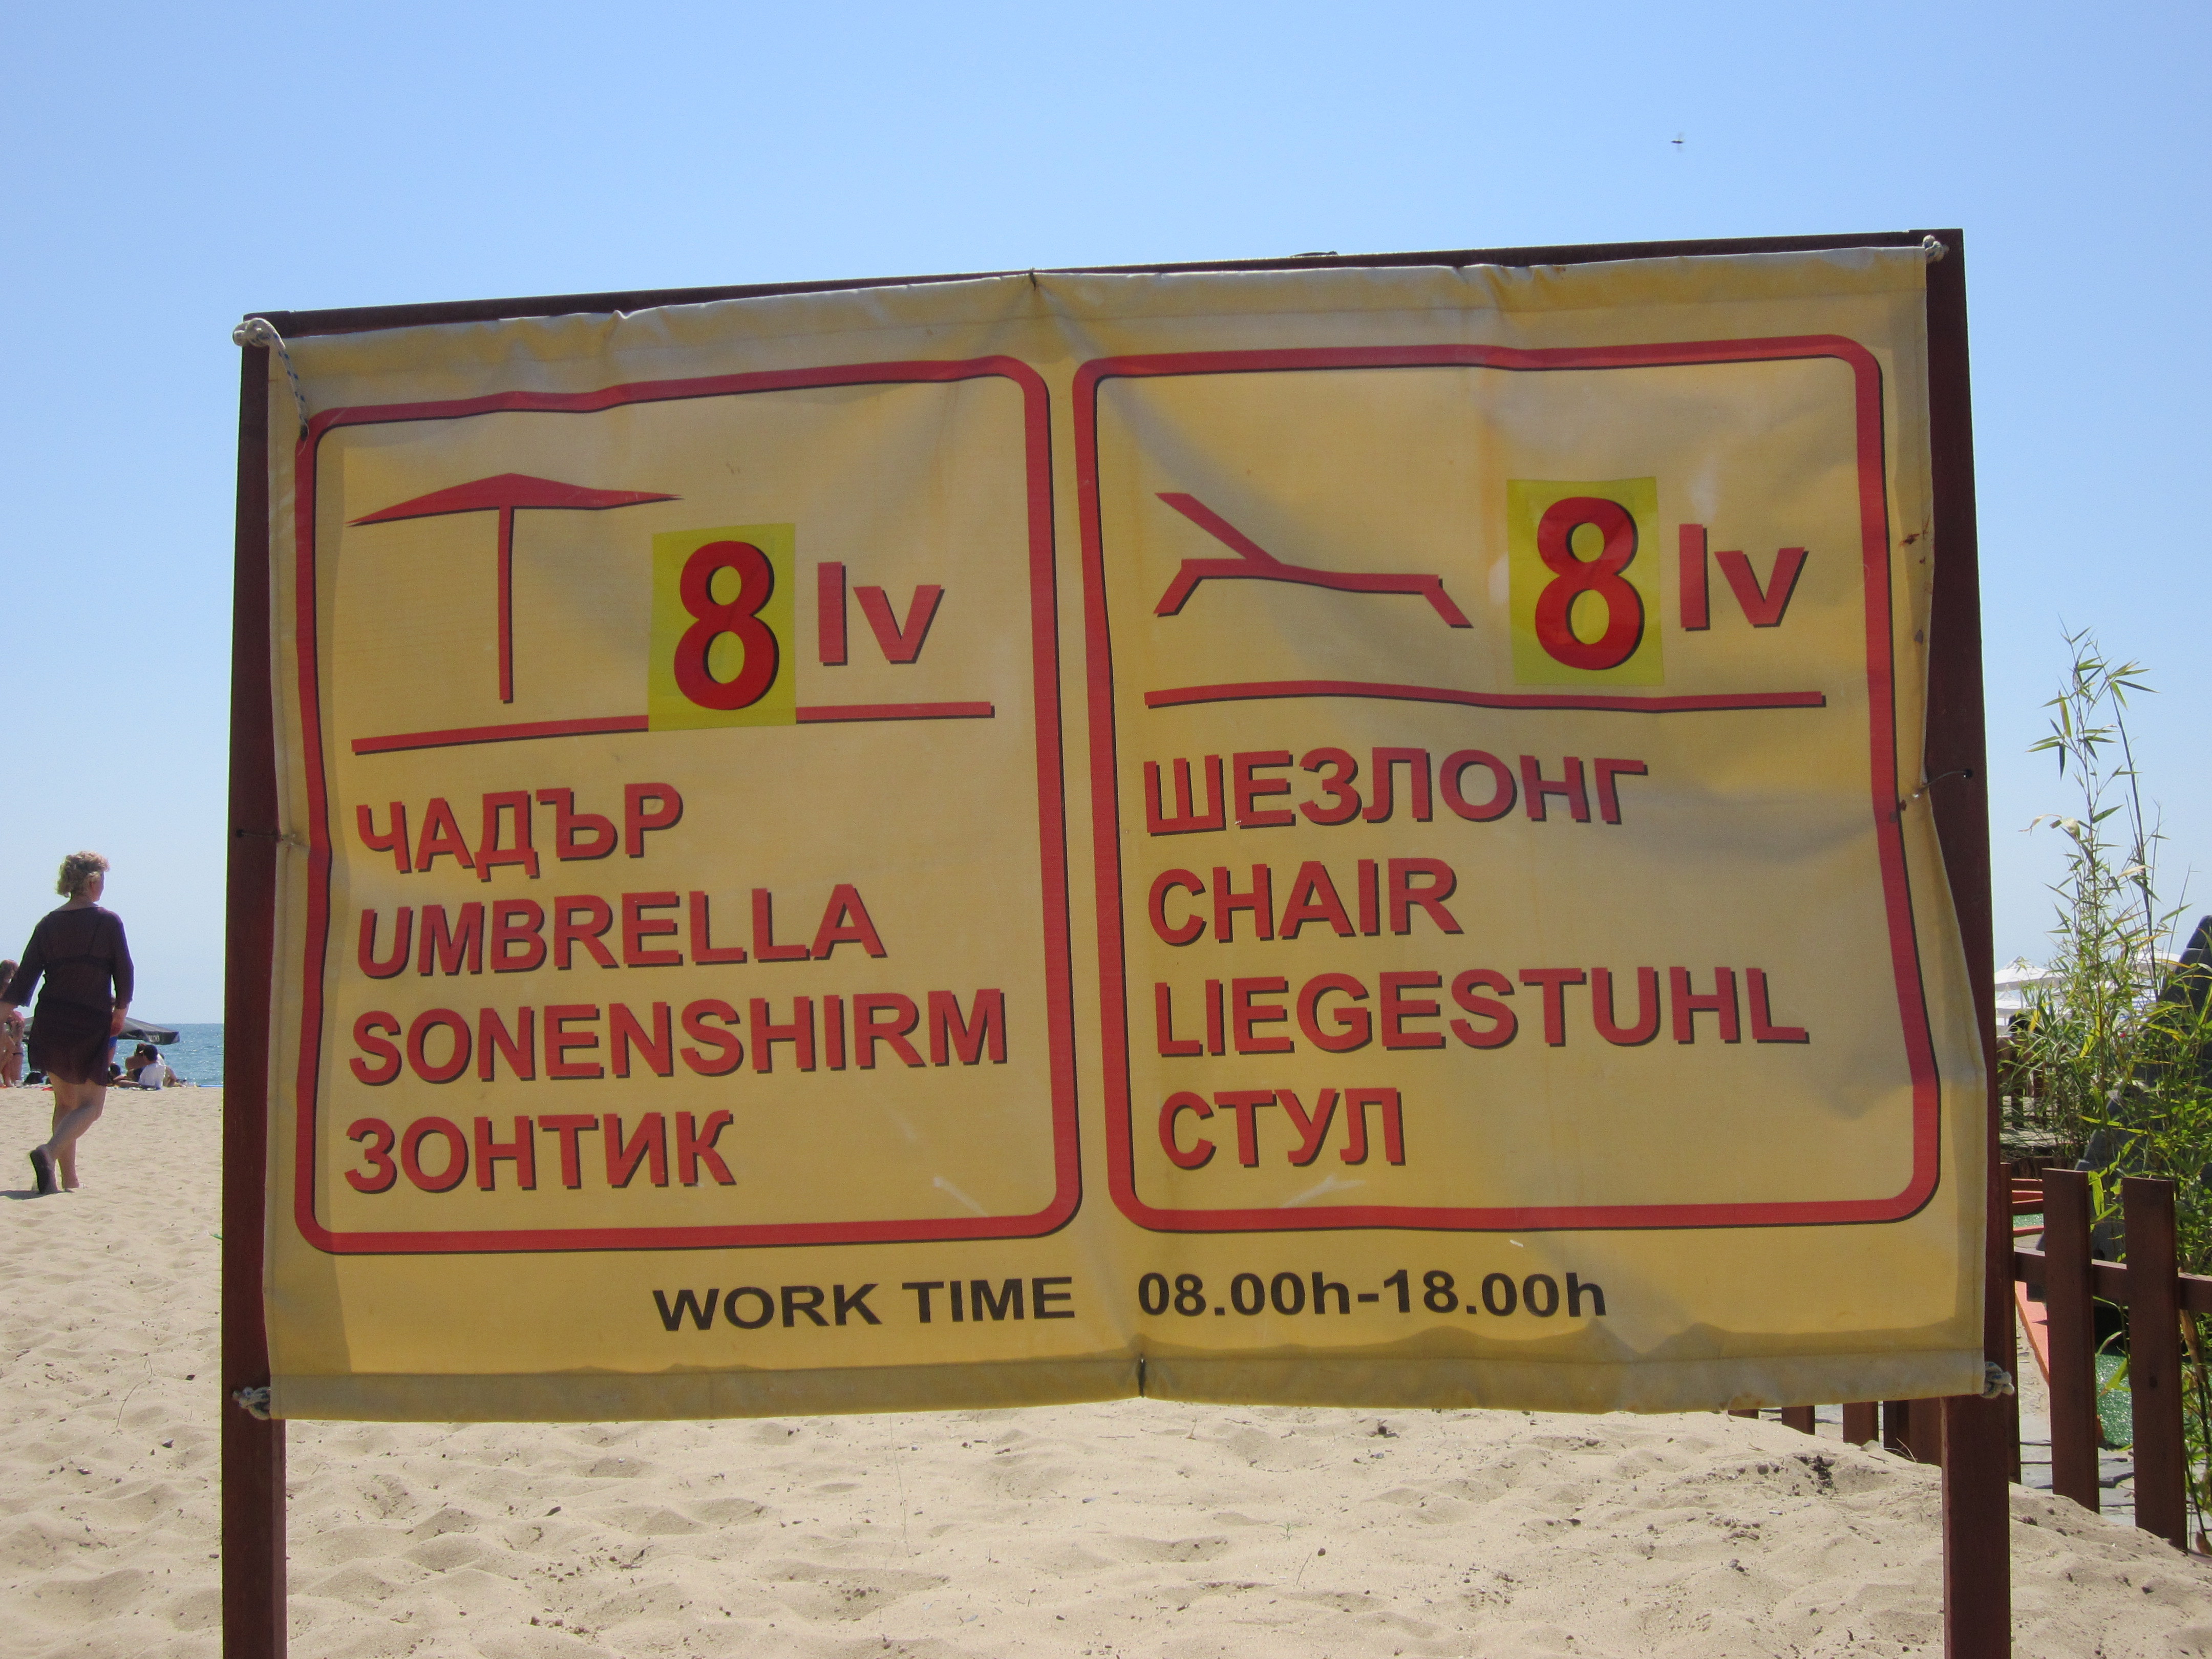 8 lv
ЧАДЪР
UMBRELLA
SONENSHIRM
ЗОНТИК
8 lv
ШЕЗЛОНГ
CHAIR
LIEGESTUHL
СТУЛ
WORK TIME 08.00h-18.00h